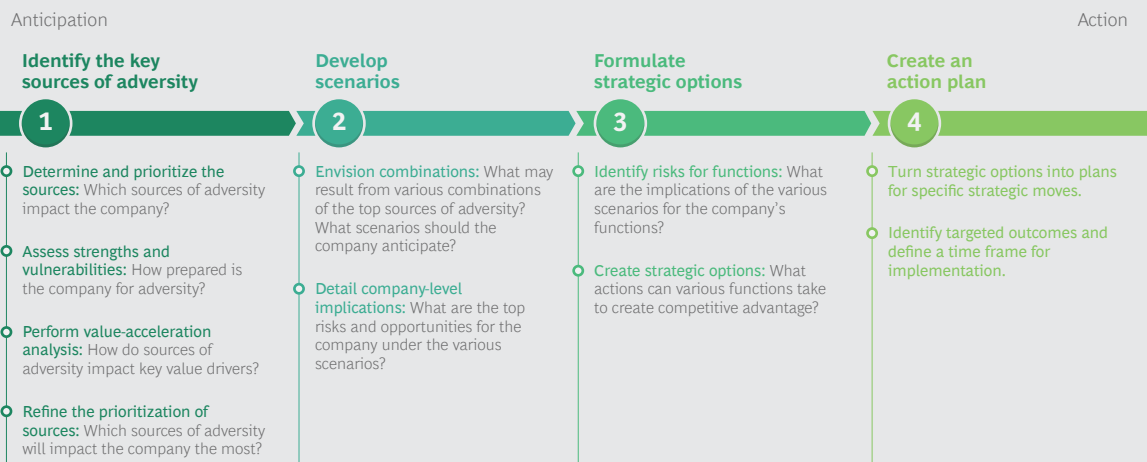 Anticipation
Action
Identify the key
sources of adversity
1
Determine and prioritize the
sources: Which sources of adversity
impact the company?
Assess strengths and
vulnerabilities: How prepared is
the company for adversity?
Perform value-acceleration
analysis: How do sources of
adversity impact key value drivers?
Refine the prioritization of
sources: Which sources of adversity
will impact the company the most?
Develop
scenarios
2
Envision combinations: What may
result from various combinations
of the top sources of adversity?
What scenarios should the
company anticipate?
Detail company-level
implications: What are the top
risks and opportunities for the
company under the various
scenarios?
Formulate
strategic options
3
Identify risks for functions: What
are the implications of the various
scenarios for the company's
functions?
Create strategic options: What
actions can various functions take
to create competitive advantage?
Create an
action plan
4
Turn strategic options into plans
for specific strategic moves.
Identify targeted outcomes and
define a time frame for
implementation.